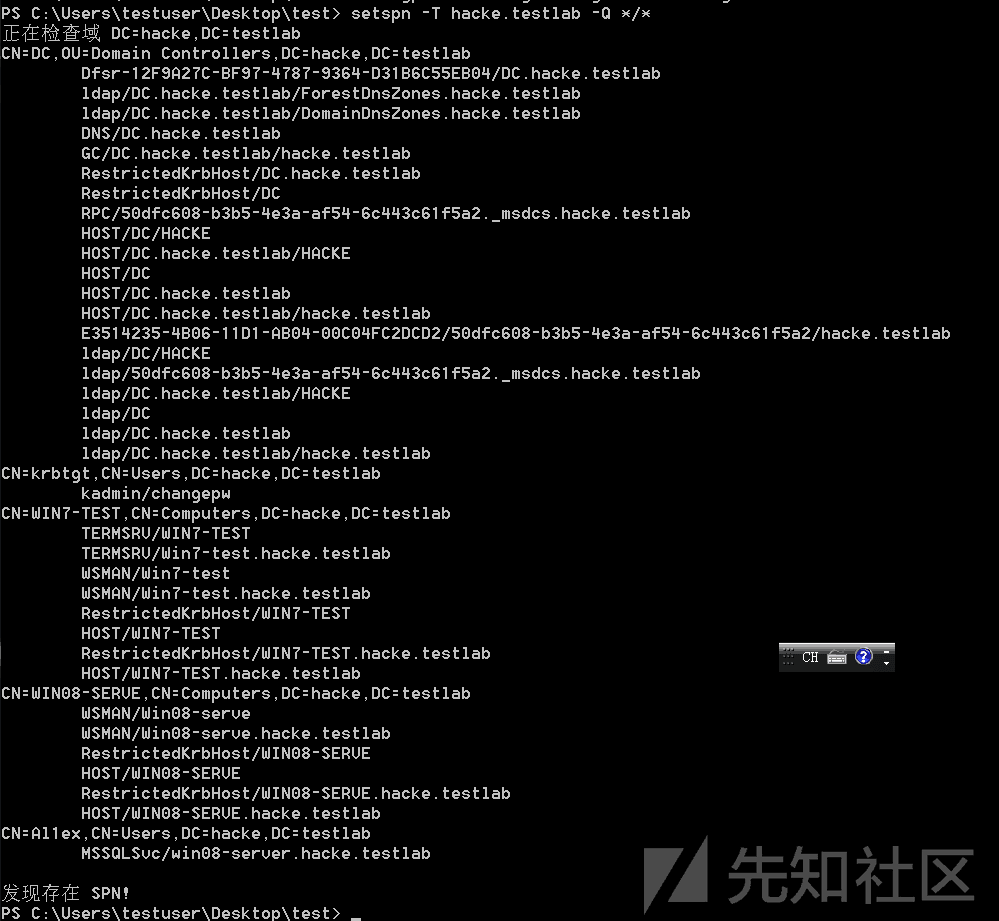 PS C:\Users\testuser\Desktop\test> setspn -T hacke.testlab -Q */*
正在检查域 DC=hacke,DC=testlab
CN=DC,OU=Domain Controllers,DC=hacke,DC=testlab
Dfsr-12F9A27C-BF97-4787-9364-D31B6C55EB04/DC.hacke.testlab
ldap/DC.hacke.testlab/ForestDnsZones.hacke.testlab
ldap/DC.hacke.testlab/DomainDnsZones.hacke.testlab
DNS/DC.hacke.testlab
GC/DC.hacke.testlab/hacke.testlab
RestrictedKrbHost/DC.hacke.testlab
RestrictedKrbHost/DC
RPC/50dfc608-b3b5-4e3a-af54-6c443c61f5a2._msdcs.hacke.testlab
HOST/DC/HACKE
HOST/DC.hacke.testlab/HACKE
HOST/DC
HOST/DC.hacke.testlab
HOST/DC.hacke.testlab/hacke.testlab
E3514235-4B06-11D1-AB04-00C04FC2DCD2/50dfc608-b3b5-4e3a-af54-6c443c61f5a2/hacke.testlab
ldap/DC/HACKE
ldap/50dfc608-b3b5-4e3a-af54-6c443c61f5a2._msdcs.hacke.testlab
ldap/DC.hacke.testlab/HACKE
ldap/DC
ldap/DC.hacke.testlab
ldap/DC.hacke.testlab/hacke.testlab
CN=krbtgt,CN=Users,DC=hacke,DC=testlab
kadmin/changepw
CN=WIN7-TEST,CN=Computers,DC=hacke,DC=testlab
TERMSRV/WIN7-TEST
TERMSRV/Win7-test.hacke.testlab
WSMAN/Win7-test
WSMAN/Win7-test.hacke.testlab
RestrictedKrbHost/WIN7-TEST
HOST/WIN7-TEST
RestrictedKrbHost/WIN7-TEST.hacke.testlab
HOST/WIN7-TEST.hacke.testlab
CN=WIN08-SERVE,CN=Computers,DC=hacke,DC=testlab
WSMAN/Win08-serve
WSMAN/Win08-serve.hacke.testlab
RestrictedKrbHost/WIN08-SERVE
HOST/WIN08-SERVE
RestrictedKrbHost/WIN08-SERVE.hacke.testlab
HOST/WIN08-SERVE.hacke.testlab
CN=Al1ex,CN=Users,DC=hacke,DC=testlab
MSSQLSvc/win08-server.hacke.testlab
发现存在 SPN!
PS C:\Users\testuser\Desktop\test> _
CH
先知社区